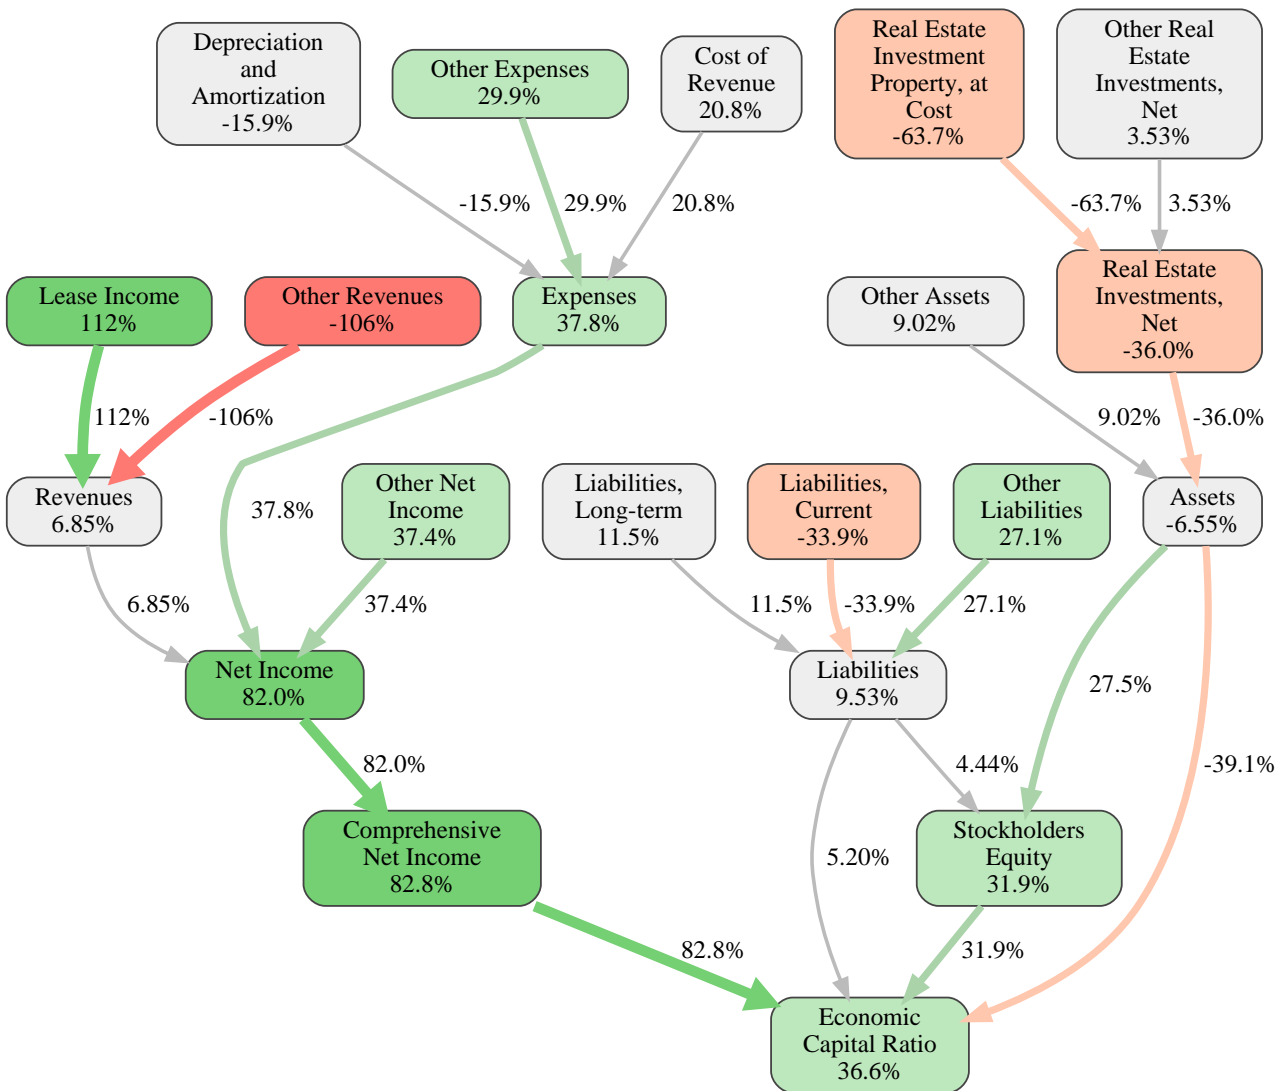 Depreciation
and
Amortization
-15.9%
Other Expenses
29.9%
Cost of
Revenue
20.8%
Real Estate
Investment
Property, at
Cost
-63.7%
Other Real
Estate
Investments,
Net
3.53%
-15.9%
29.9%
20.8%
-63.7%
3.53%
Lease Income
112%
Other Revenues
-106%
Expenses
37.8%
Other Assets
9.02%
Real Estate
Investments,
Net
-36.0%
112%
-106%
9.02%
-36.0%
Revenues
6.85%
37.8%
Other Net
Income
37.4%
Liabilities,
Long-term
11.5%
Liabilities,
Current
-33.9%
Other
Liabilities
27.1%
Assets
-6.55%
6.85%
37.4%
11.5%
-33.9%
27.1%
Net Income
82.0%
Liabilities
9.53%
27.5%
82.0%
4.44%
-39.1%
Comprehensive
Net Income
82.8%
5.20%
Stockholders
Equity
31.9%
82.8%
31.9%
Economic
Capital Ratio
36.6%